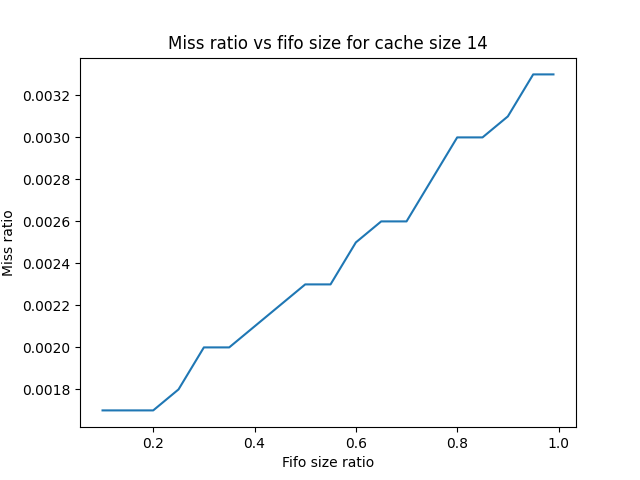 Miss ratio vs fifo size for cache size 14
0.0032
0.0030
0.0028
0.0026
0.0024
0.0022
0.0020
0.0018
Miss ratio
0.2 0.4 0.6 0.8 1.0
Fifo size ratio